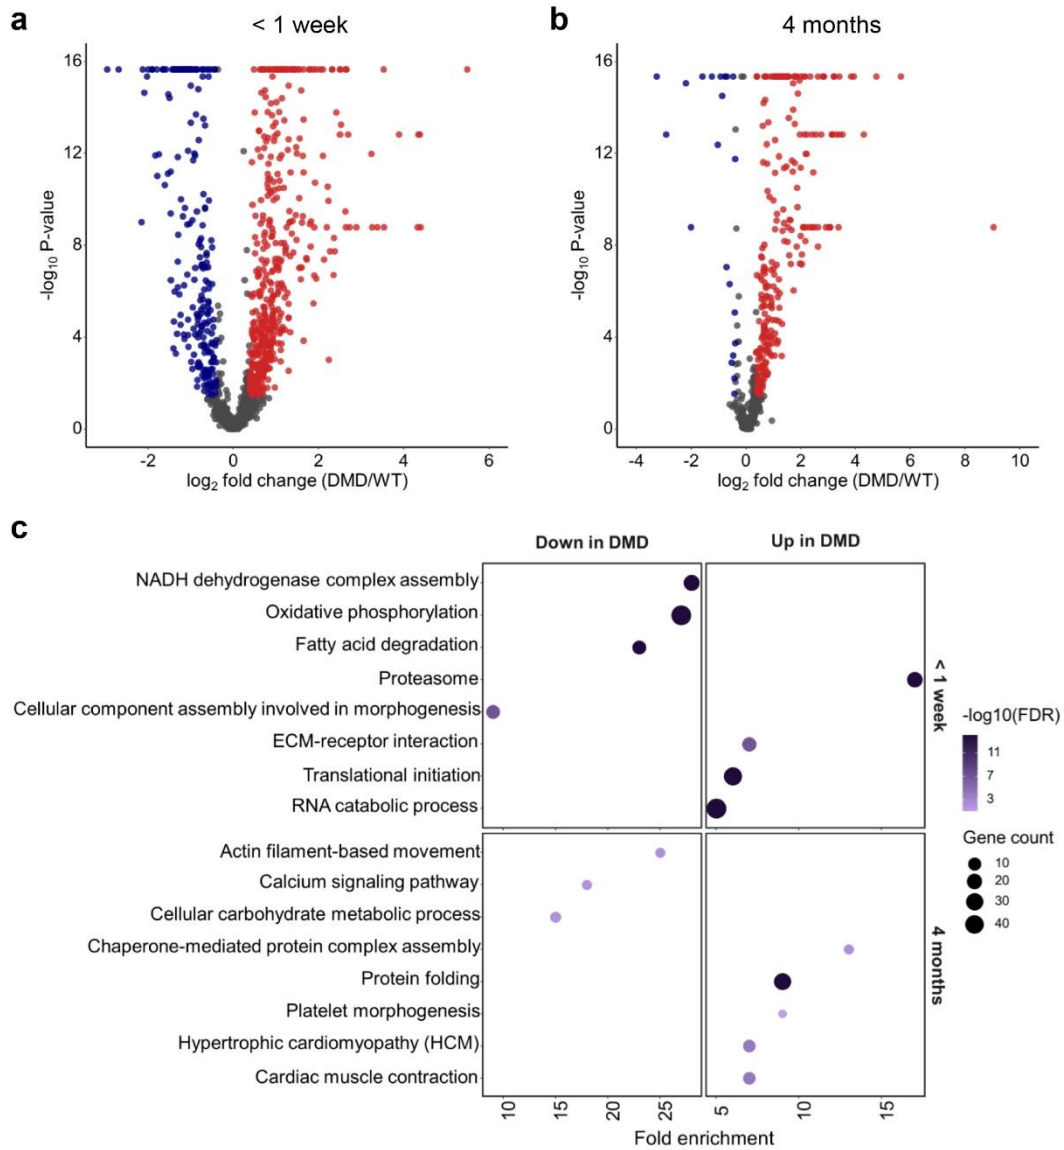 a
< 1 week
16
12
8
4
0
-log10 P-value
-2 0 2 4 6
log2 fold change (DMD/WT)
b
4 months
16
12
8
4
0
-log10 P-value
-4 -2 0 2 4 6 8 10
log2 fold change (DMD/WT)
c
Down in DMD Up in DMD
NADH dehydrogenase complex assembly
Oxidative phosphorylation
Fatty acid degradation
Proteasome
Cellular component assembly involved in morphogenesis
ECM-receptor interaction
Translational initiation
RNA catabolic process
< 1 week
Actin filament-based movement
Calcium signaling pathway
Cellular carbohydrate metabolic process
Chaperone-mediated protein complex assembly
Protein folding
Platelet morphogenesis
Hypertrophic cardiomyopathy (HCM)
Cardiac muscle contraction
4 months
10 15 20 25 5 10 15
Fold enrichment
-log10(FDR)
11
7
3
Gene count
10
20
30
40